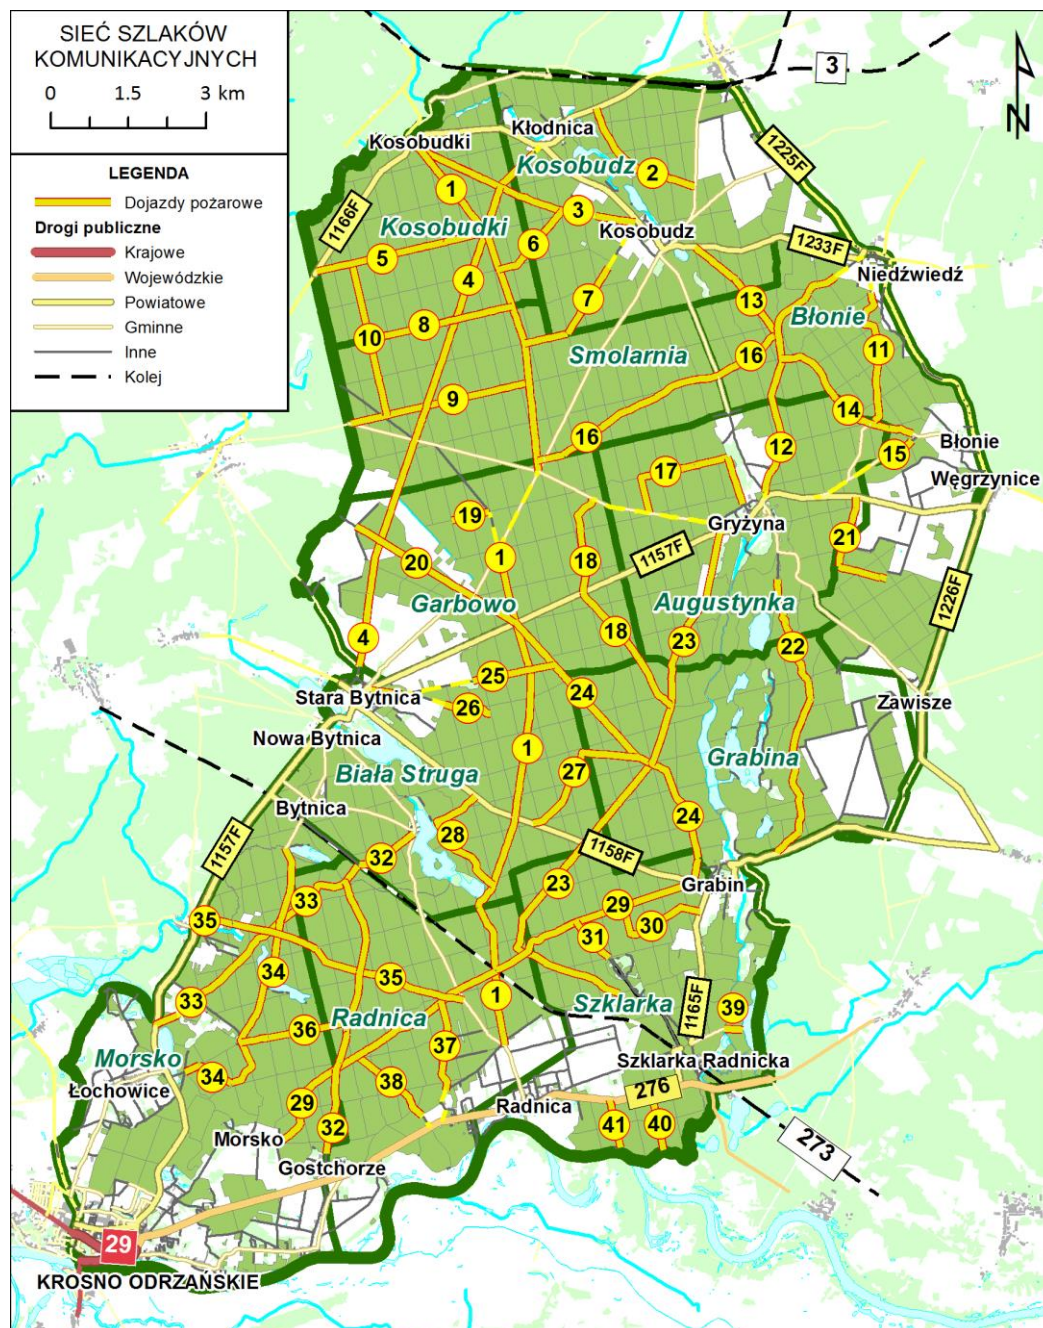 SIEĆ SZLAKÓW
KOMUNIKACYJNYCH
0 1.5 3 km
LEGENDA
Dojazdy pożarowe
Drogi publiczne
Krajowe
Wojewódzkie
Powiatowe
Gminne
Inne
Kolej
N
3
1225F
Kłodnica
Kosobudki
Kosobudz
2
1
1166F
3
Kosobudki
Kosobudz
6
1233F
5
Niedźwiedź
4
7
13
Błonie
8
10
11
Smolarnia
16
9
14
16
12
Błonie
15
17
Węgrzynice
19
Gryżyna
21
1
1157F
18
20
1226F
Garbowo
Augustynka
18
4
23
22
25
24
Stara Bytnica
26
Zawisze
Nowa Bytnica
1
Grabina
Biała Struga
27
Bytnica
24
28
1157F
1158F
32
23
Grabin
33
29
35
30
31
34
35
33
1
Szklarka
1165F
39
Radnica
36
37
Morsko
Szklarka Radnicka
34
38
Łochowice
276
29
Radnica
41
40
32
Morsko
273
Gostchorze
29
KROSNO ODRZAŃSKIE